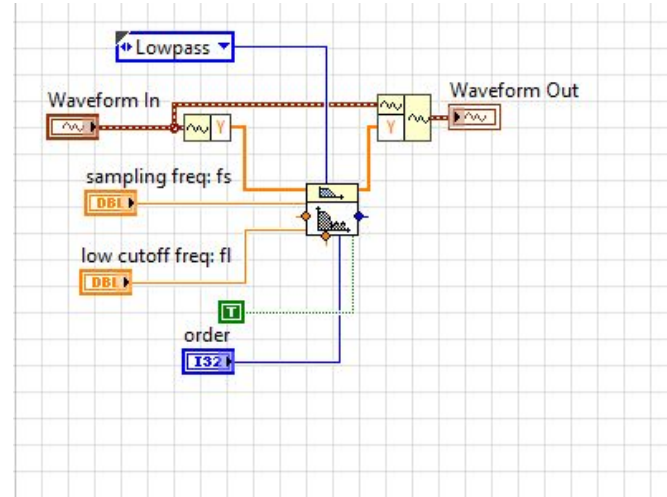 Lowpass
Waveform In
Waveform Out
Y
Y
sampling freq: fs
DBL
low cutoff freq: fl
DBL
T
order
I32